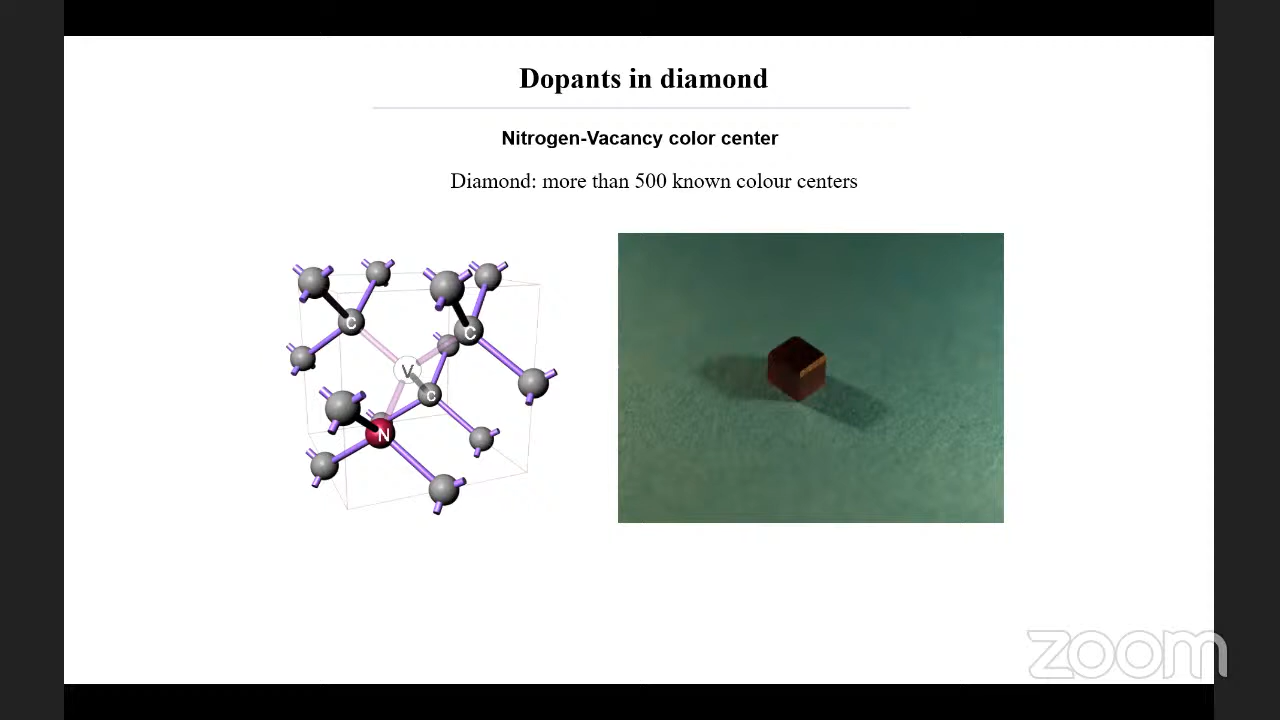 Dopants in diamond
Nitrogen-Vacancy color center
Diamond: more than 500 known colour centers
C
C
V
C
N
zoom